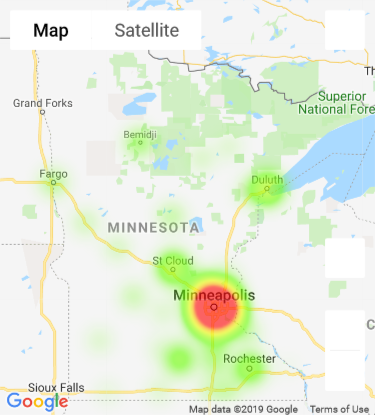 Map
Satellite
Th
Grand Forks
Superior
National Fore
Bemidji
Fargo
Duluth
MINNESOTA
St Cloud
Minneapolis
C
Rochester
Sioux Falls
Google
Map data ©2019 Google
Terms of Use